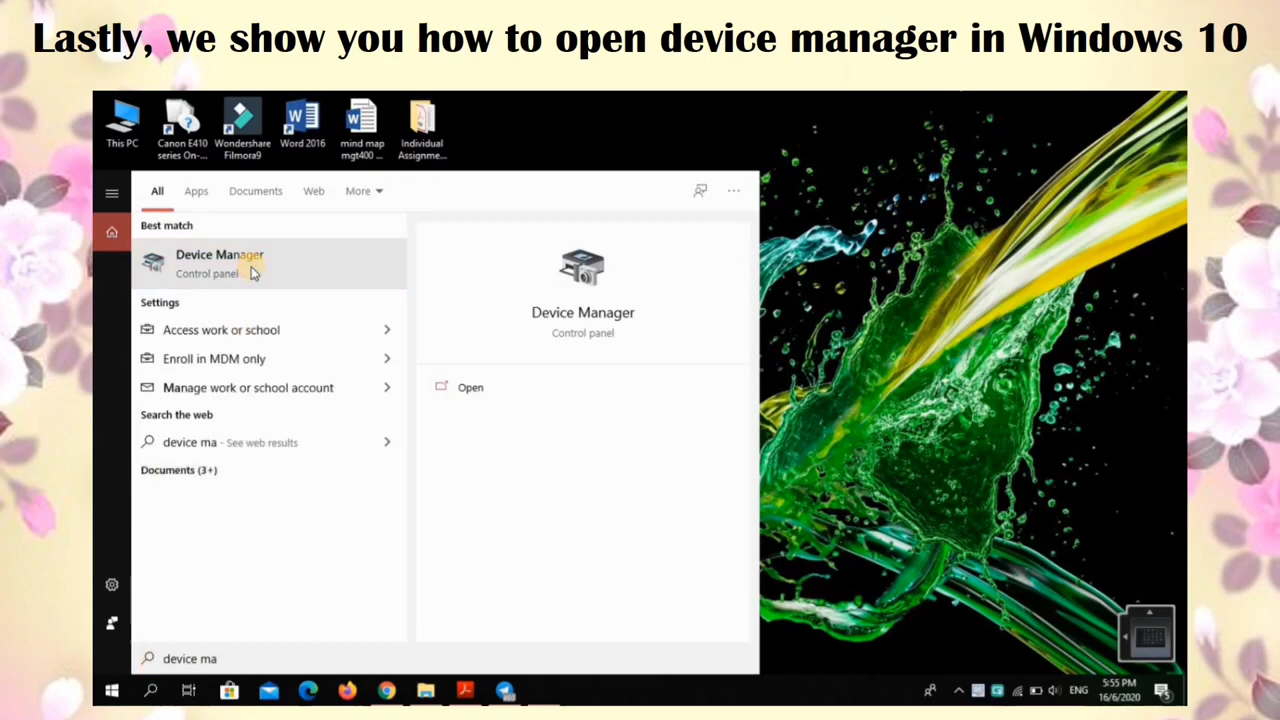 Lastly, we show you how to open device manager in Windows 10
This PC
Canon E410 series On-...
Wondershare Filmora9
Word 2016
mind map mgt400 ...
Individual Assignme...
All Apps Documents Web More
Best match
Device Manager
Control panel
Settings
Access work or school
Enroll in MDM only
Manage work or school account
Search the web
device ma - See web results
Documents (3+)
Device Manager
Control panel
Open
device ma
ENG
5:55 PM
16/6/2020
5